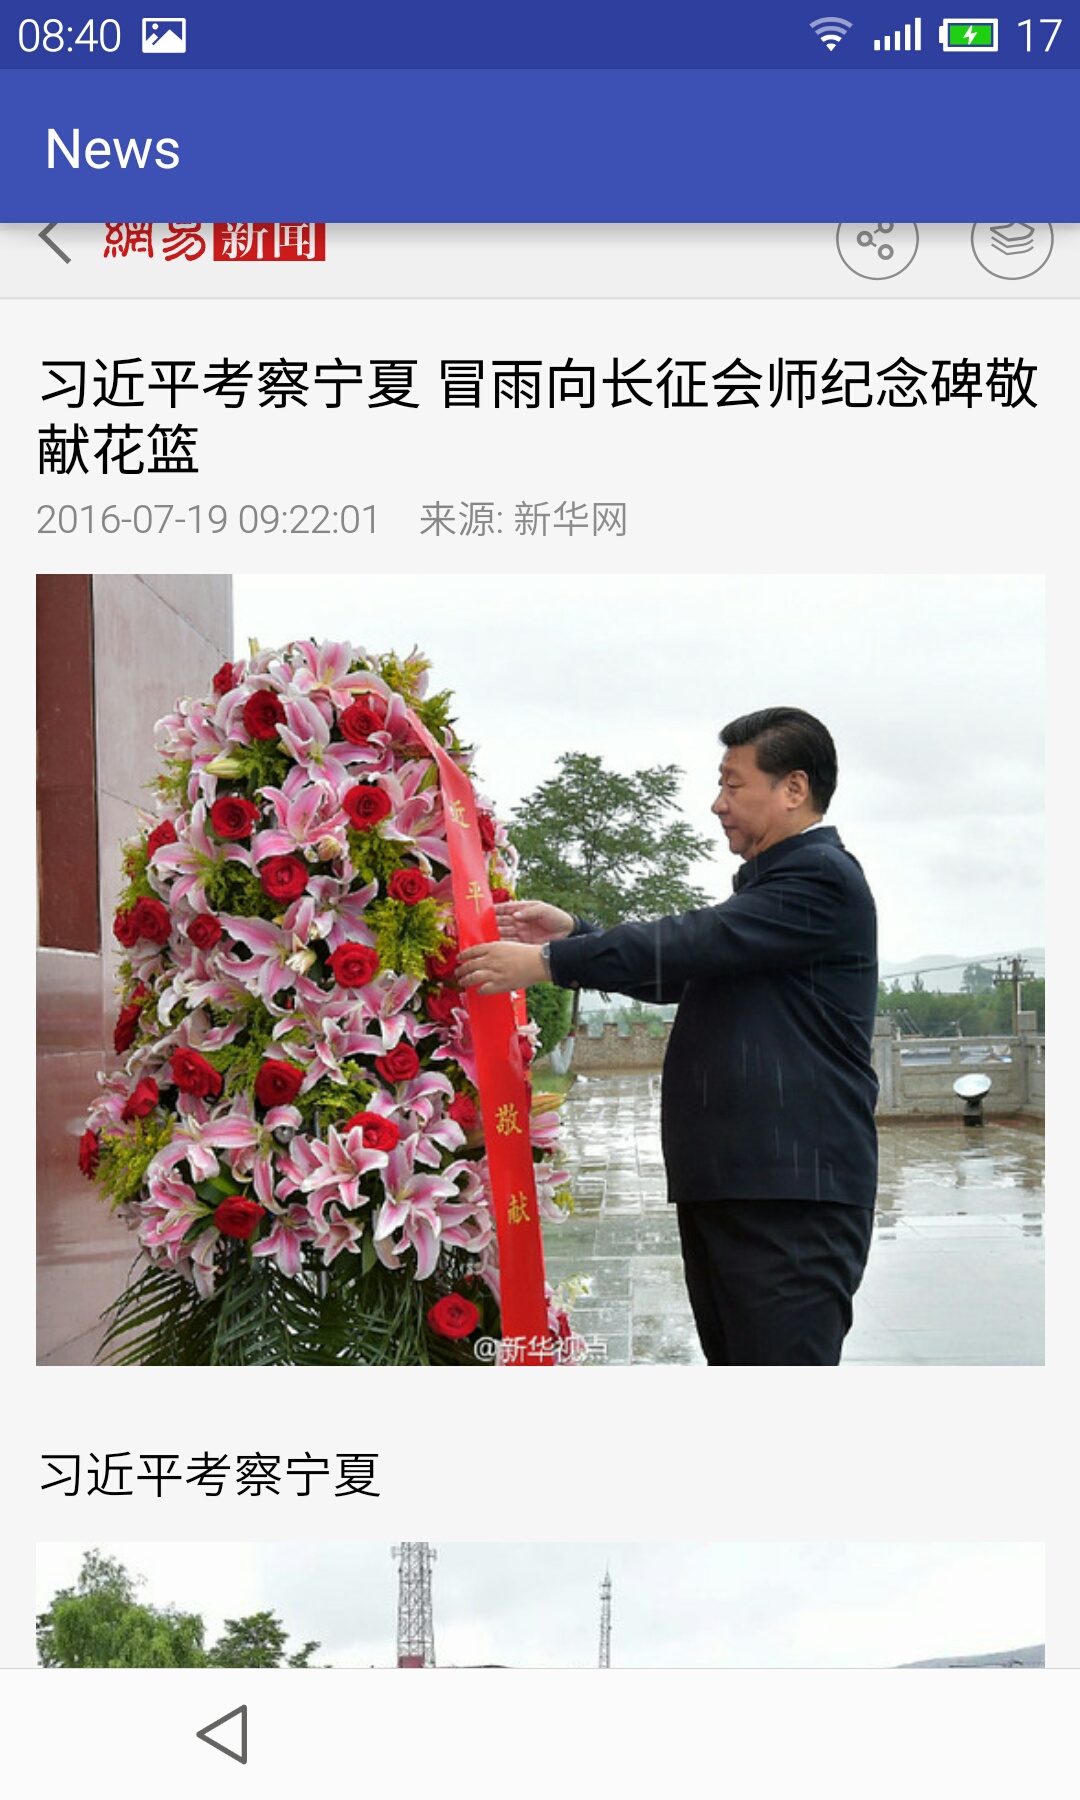 08:40 17
News
網易新闻
习近平考察宁夏 冒雨向长征会师纪念碑敬
献花篮
2016-07-19 09:22:01 来源: 新华网
近
平
敬
献
@新华视点
习近平考察宁夏